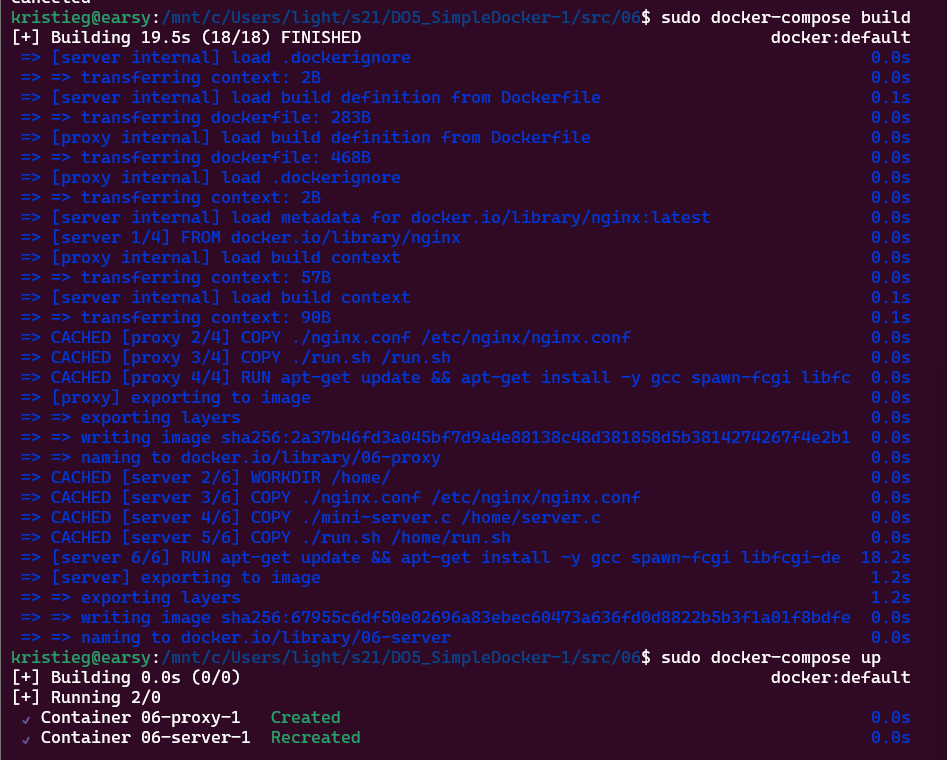 Cancelled
kristieg@earsy:/mnt/c/Users/light/s21/DO5_SimpleDocker-1/src/06$ sudo docker-compose build
[+] Building 19.5s (18/18) FINISHED docker:default
=> [server internal] load .dockerignore 0.0s
=> => transferring context: 2B 0.0s
=> [server internal] load build definition from Dockerfile 0.1s
=> => transferring dockerfile: 283B 0.0s
=> [proxy internal] load build definition from Dockerfile 0.0s
=> => transferring dockerfile: 468B 0.0s
=> [proxy internal] load .dockerignore 0.0s
=> => transferring context: 2B 0.0s
=> [server internal] load metadata for docker.io/library/nginx:latest 0.0s
=> [server 1/4] FROM docker.io/library/nginx 0.0s
=> [proxy internal] load build context 0.0s
=> => transferring context: 57B 0.0s
=> [server internal] load build context 0.1s
=> => transferring context: 90B 0.1s
=> CACHED [proxy 2/4] COPY ./nginx.conf /etc/nginx/nginx.conf 0.0s
=> CACHED [proxy 3/4] COPY ./run.sh /run.sh 0.0s
=> CACHED [proxy 4/4] RUN apt-get update && apt-get install -y gcc spawn-fcgi libfc 0.0s
=> [proxy] exporting to image 0.0s
=> => exporting layers 0.0s
=> => writing image sha256:2a37b46fd3a045bf7d9a4e88138c48d381858d5b3814274267f4e2b1 0.0s
=> => naming to docker.io/library/06-proxy 0.0s
=> CACHED [server 2/6] WORKDIR /home/ 0.0s
=> CACHED [server 3/6] COPY ./nginx.conf /etc/nginx/nginx.conf 0.0s
=> CACHED [server 4/6] COPY ./mini-server.c /home/server.c 0.0s
=> CACHED [server 5/6] COPY ./run.sh /home/run.sh 0.0s
=> [server 6/6] RUN apt-get update && apt-get install -y gcc spawn-fcgi libfcgi-de 18.2s
=> [server] exporting to image 1.2s
=> => exporting layers 1.2s
=> => writing image sha256:67955c6df50e02696a83ebec60473a636fd0d8822b5b3f1a01f8bdfe 0.0s
=> => naming to docker.io/library/06-server 0.0s
kristieg@earsy:/mnt/c/Users/light/s21/DO5_SimpleDocker-1/src/06$ sudo docker-compose up
[+] Building 0.0s (0/0) docker:default
[+] Running 2/0
✓ Container 06-proxy-1 Created 0.0s
✓ Container 06-server-1 Recreated 0.0s